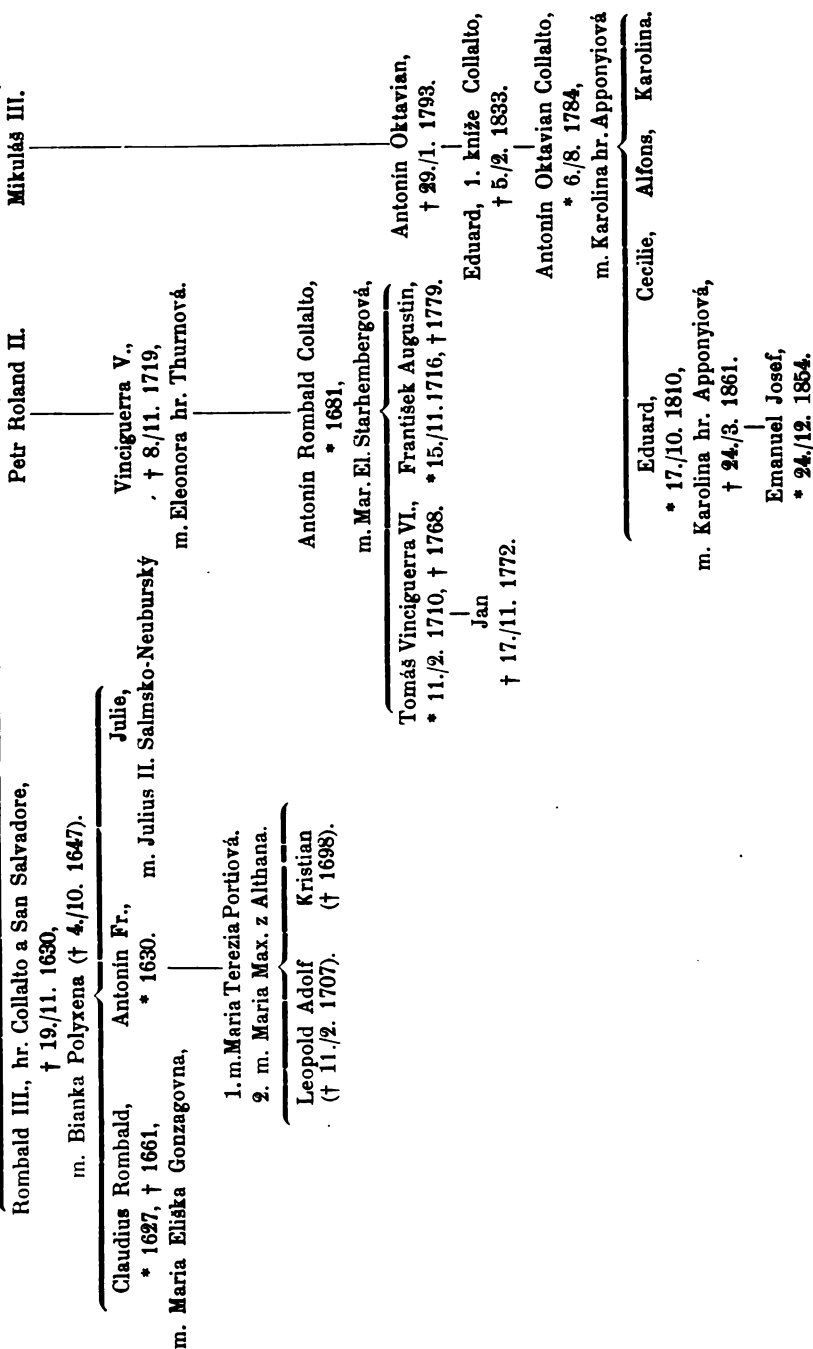 Rombald III., hr. Collalto a San Salvadore,
† 19./11. 1630,
m. Bianka Polyxena († 4./10. 1647).
Claudius Rombald,
* 1627, † 1661,
m. Maria Eliška Gonzagovna,
Antonín Fr.,
* 1630.
Julie,
m. Julius II. Salmsko-Neuburský
1. m. Maria Terezia Portiová.
2. m. Maria Max. z Althana.
Leopold Adolf
(† 11./2. 1707).
Kristian
(† 1698).
Petr Roland II.
Vinciguerra V.,
† 8./11. 1719,
m. Eleonora hr. Thurnová.
Antonín Rombald Collalto,
* 1681,
m. Mar. El. Starhembergová,
Tomáš Vinciguerra VI.,
* 11./2. 1710, † 1768.
František Augustin,
* 15./11. 1716, † 1779.
Jan
† 17./11. 1772.
Mikuláš III.
Antonín Oktavian,
† 29./1. 1793.
Eduard, 1. kníže Collalto,
† 5./2. 1833.
Antonín Oktavian Collalto,
* 6./8. 1784,
m. Karolina hr. Apponyiová
Eduard,
* 17./10. 1810,
m. Karolina hr. Apponyiová,
† 24./3. 1861.
Cecilie,
Alfons,
Karolina.
Emanuel Josef,
* 24./12. 1854.